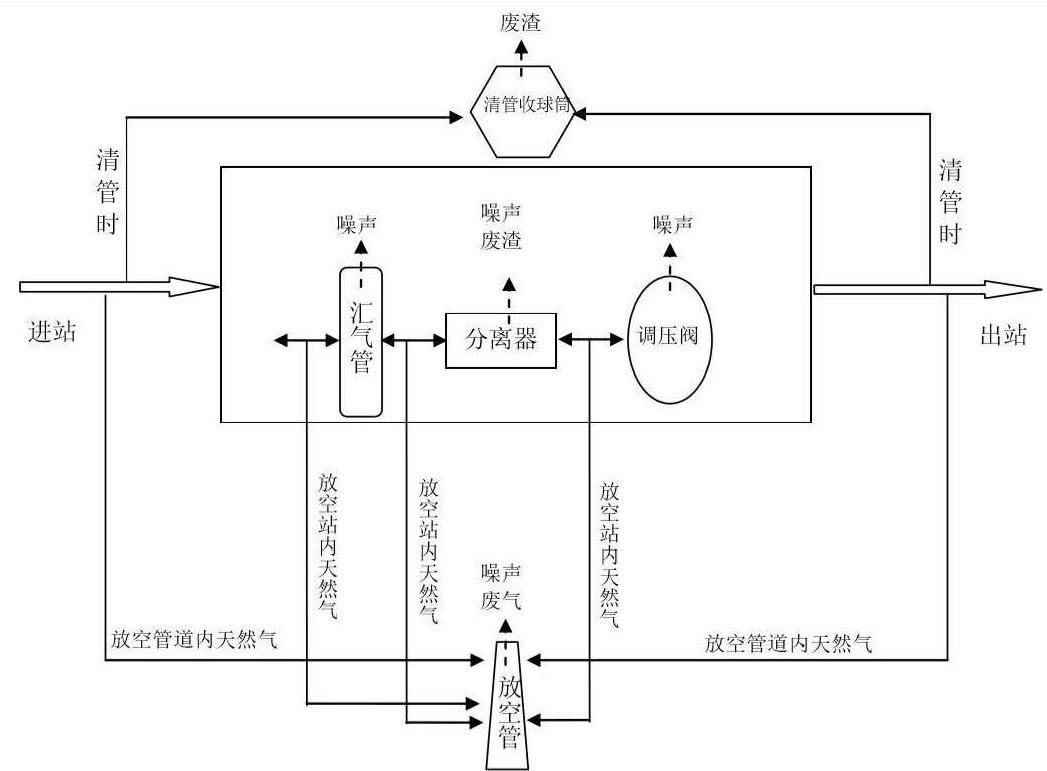 废渣
清管收球筒
清管时
清管时
噪声
噪声
废渣
噪声
进站
汇气管
分离器
调压阀
出站
放空站内天然气
放空站内天然气
放空站内天然气
噪声
废气
放空管道内天然气
放空管道内天然气
放空管